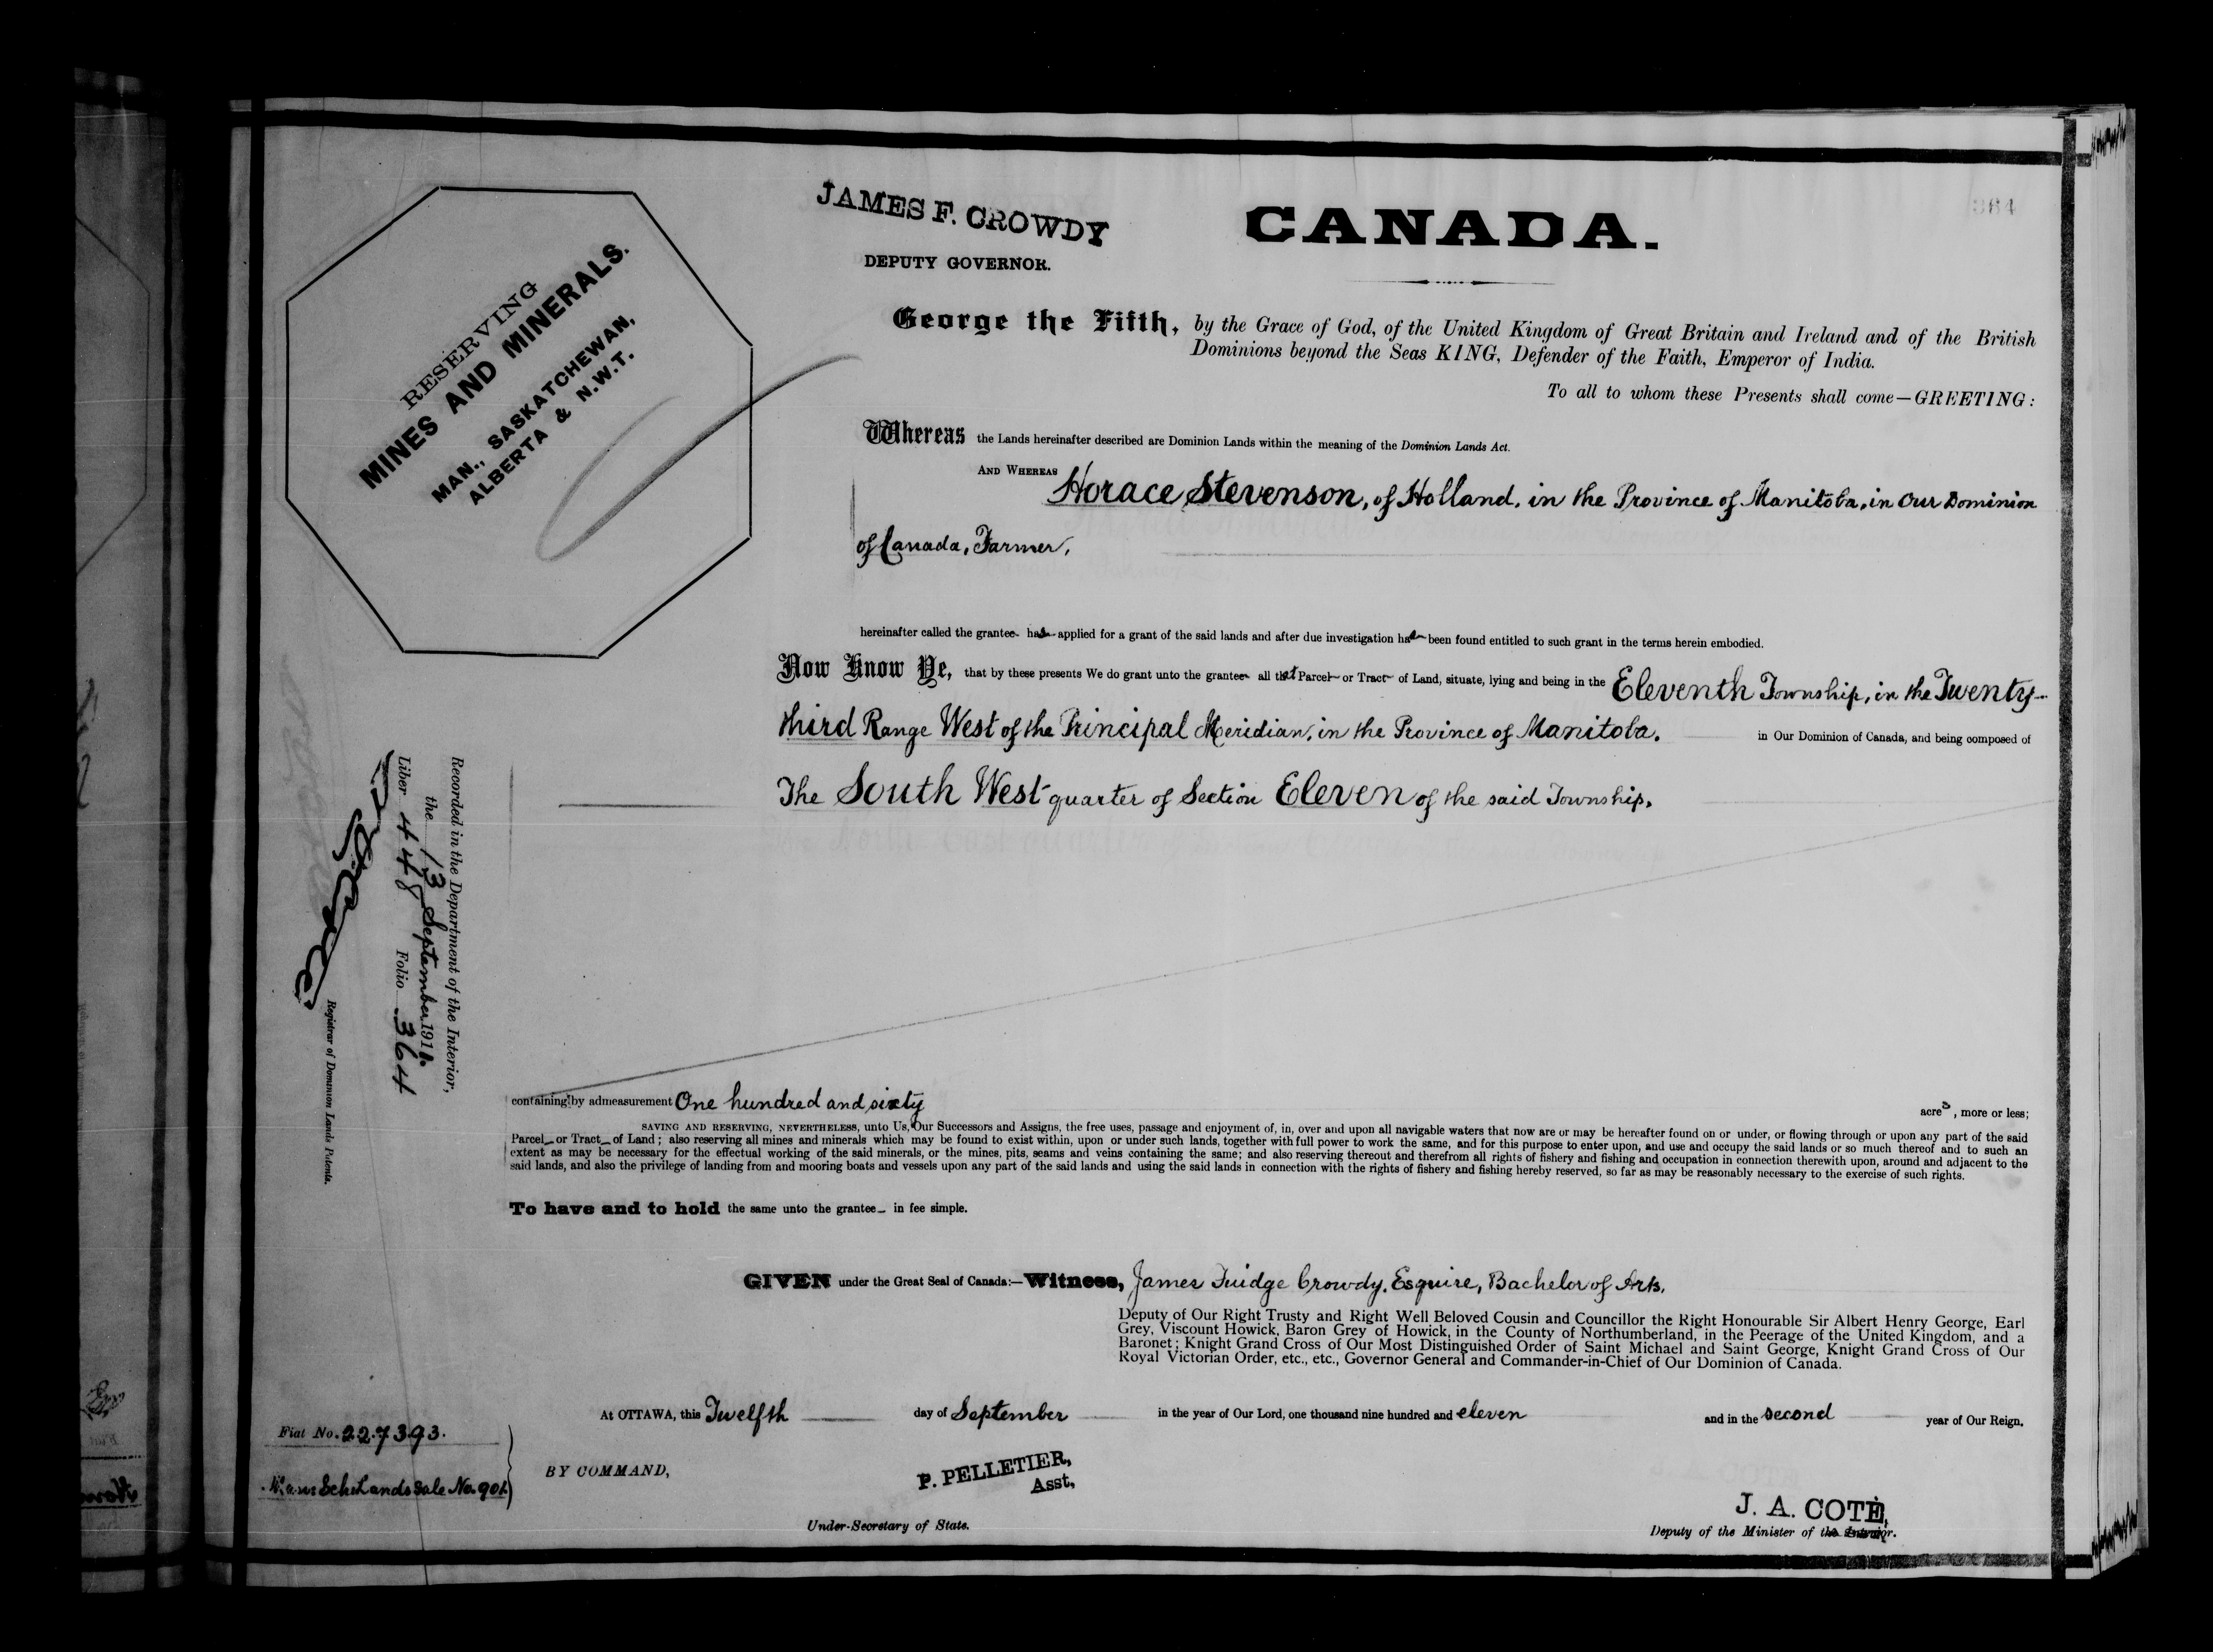 364
JAMES F. CROWDY
DEPUTY GOVERNOR.
CANADA.
RESERVING
MINES AND MINERALS.
MAN., SASKATCHEWAN,
ALBERTA & N.W.T.
George the Fifth, by the Grace of God, of the United Kingdom of Great Britain and Ireland and of the British
Dominions beyond the Seas KING, Defender of the Faith, Emperor of India.
To all to whom these Presents shall come—GREETING:
Whereas the Lands hereinafter described are Dominion Lands within the meaning of the Dominion Lands Act.
AND WHEREAS Horace Stevenson, of Holland, in the Province of Manitoba, in Our Dominion
of Canada, Farmer,
hereinafter called the grantee has applied for a grant of the said lands and after due investigation has been found entitled to such grant in the terms herein embodied.
Now Know Ye, that by these presents We do grant unto the grantee all that Parcel or Tract of Land, situate, lying and being in the Eleventh Township, in the Twenty-
third Range West of the Principal Meridian, in the Province of Manitoba. in Our Dominion of Canada, and being composed of
The South West quarter of Section Eleven of the said Township.
Recorded in the Department of the Interior,
the 13 September 1911.
Liber 448 Folio 364
Registrar of Dominion Lands Patents.
containing by admeasurement One hundred and sixty acres, more or less;
SAVING AND RESERVING, NEVERTHELESS, unto Us, Our Successors and Assigns, the free uses, passage and enjoyment of, in, over and upon all navigable waters that now are or may be hereafter found on or under, or flowing through or upon any part of the said
Parcel or Tract of Land; also reserving all mines and minerals which may be found to exist within, upon or under such lands, together with full power to work the same, and for this purpose to enter upon, and use and occupy the said lands or so much thereof and to such an
extent as may be necessary for the effectual working of the said minerals, or the mines, pits, seams and veins containing the same; and also reserving thereout and therefrom all rights of fishery and fishing and occupation in connection therewith upon, around and adjacent to the
said lands, and also the privilege of landing from and mooring boats and vessels upon any part of the said lands and using the said lands in connection with the rights of fishery and fishing hereby reserved, so far as may be reasonably necessary to the exercise of such rights.
To have and to hold the same unto the grantee in fee simple.
GIVEN under the Great Seal of Canada:—Witness, James Fuidge Crowdy, Esquire, Bachelor of Arts,
Deputy of Our Right Trusty and Right Well Beloved Cousin and Councillor the Right Honourable Sir Albert Henry George, Earl
Grey, Viscount Howick, Baron Grey of Howick, in the County of Northumberland, in the Peerage of the United Kingdom, and a
Baronet; Knight Grand Cross of Our Most Distinguished Order of Saint Michael and Saint George, Knight Grand Cross of Our
Royal Victorian Order, etc., etc., Governor General and Commander-in-Chief of Our Dominion of Canada.
At OTTAWA, this Twelfth day of September in the year of Our Lord, one thousand nine hundred and eleven and in the second year of Our Reign.
Fiat No. 227393.
Man: Sch. Lands Sale No. 901.
BY COMMAND,
P. PELLETIER,
Asst,
Under-Secretary of State.
J. A. COTÉ,
Deputy of the Minister of the Interior.